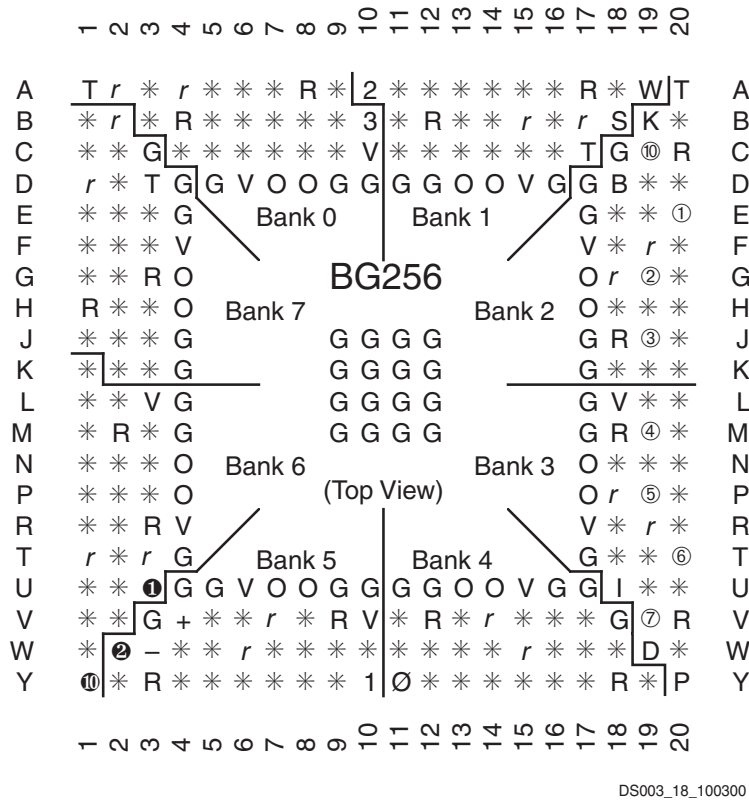 1 2 3 4 5 6 7 8 9 10 11 12 13 14 15 16 17 18 19 20
A T r ✳ r ✳ ✳ ✳ R ✳ 2 ✳ ✳ ✳ ✳ ✳ ✳ R ✳ W T A
B ✳ r ✳ R ✳ ✳ ✳ ✳ ✳ 3 ✳ R ✳ ✳ r ✳ r S K ✳ B
C ✳ ✳ G ✳ ✳ ✳ ✳ ✳ ✳ V ✳ ✳ ✳ ✳ ✳ ✳ T G ⑩ R C
D r ✳ T G G V O O G G G G O O V G G B ✳ ✳ D
E ✳ ✳ ✳ G Bank 0 Bank 1 G ✳ ✳ ① E
F ✳ ✳ ✳ V V ✳ r ✳ F
G ✳ ✳ R O BG256 O r ② ✳ G
H R ✳ ✳ O Bank 7 Bank 2 O ✳ ✳ ✳ H
J ✳ ✳ ✳ G G G G G G R ③ ✳ J
K ✳ ✳ ✳ G G G G G G ✳ ✳ ✳ K
L ✳ ✳ V G G G G G G V ✳ ✳ L
M ✳ R ✳ G G G G G G R ④ ✳ M
N ✳ ✳ ✳ O Bank 6 Bank 3 O ✳ ✳ ✳ N
P ✳ ✳ ✳ O (Top View) O r ⑤ ✳ P
R ✳ ✳ R V V ✳ r ✳ R
T r ✳ r G Bank 5 Bank 4 G ✳ ✳ ⑥ T
U ✳ ✳ ❶ G G V O O G G G G O O V G G I ✳ ✳ U
V ✳ ✳ G + ✳ ✳ r ✳ R V ✳ R ✳ r ✳ ✳ ✳ G ⑦ R V
W ✳ ❷ – ✳ ✳ r ✳ ✳ ✳ ✳ ✳ ✳ ✳ ✳ r ✳ ✳ ✳ D ✳ W
Y ❿ ✳ R ✳ ✳ ✳ ✳ ✳ ✳ 1 Ø ✳ ✳ ✳ ✳ ✳ ✳ R ✳ P Y
1 2 3 4 5 6 7 8 9 10 11 12 13 14 15 16 17 18 19 20
DS003_18_100300